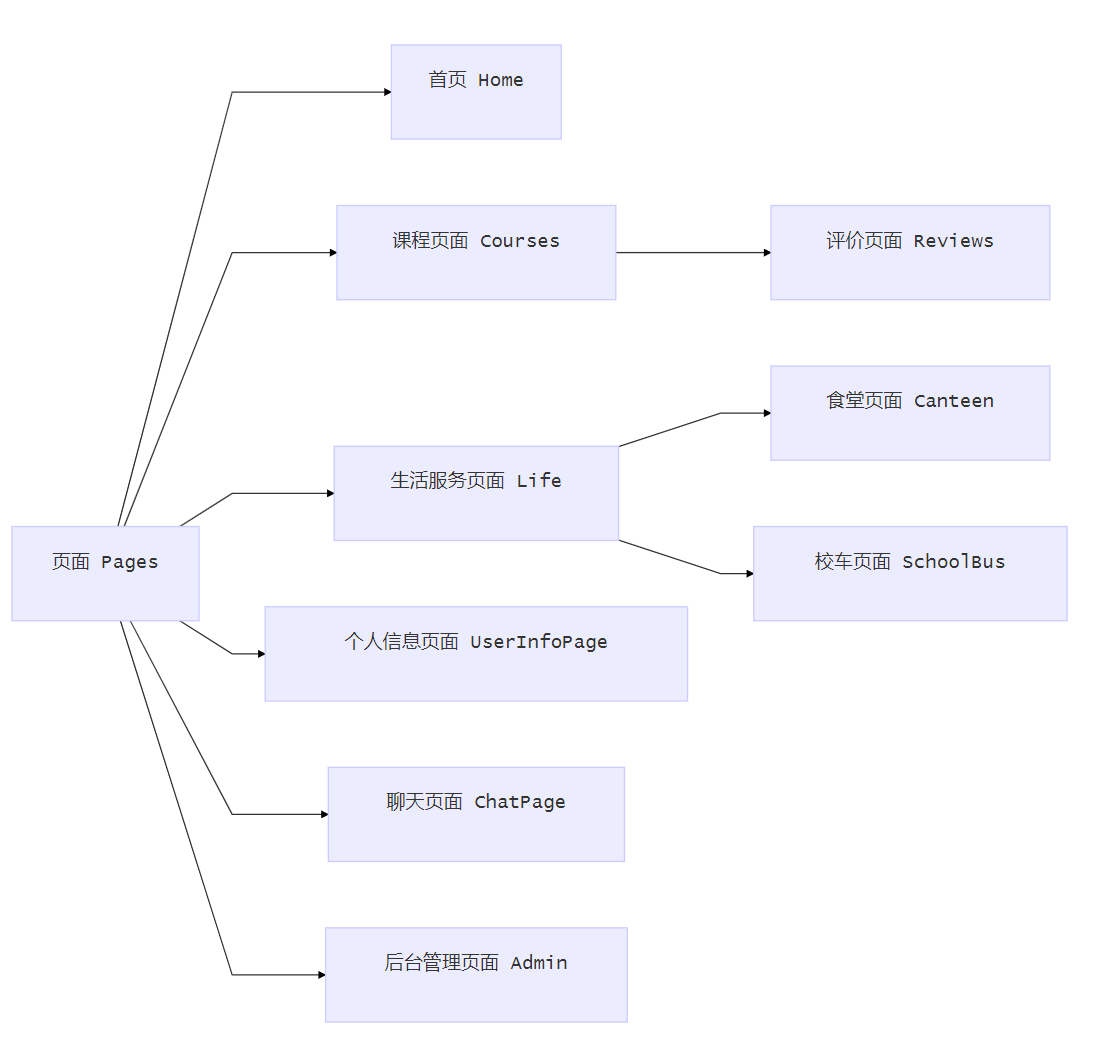 首页 Home
课程页面 Courses
评价页面 Reviews
食堂页面 Canteen
生活服务页面 Life
页面 Pages
校车页面 SchoolBus
个人信息页面 UserInfoPage
聊天页面 ChatPage
后台管理页面 Admin